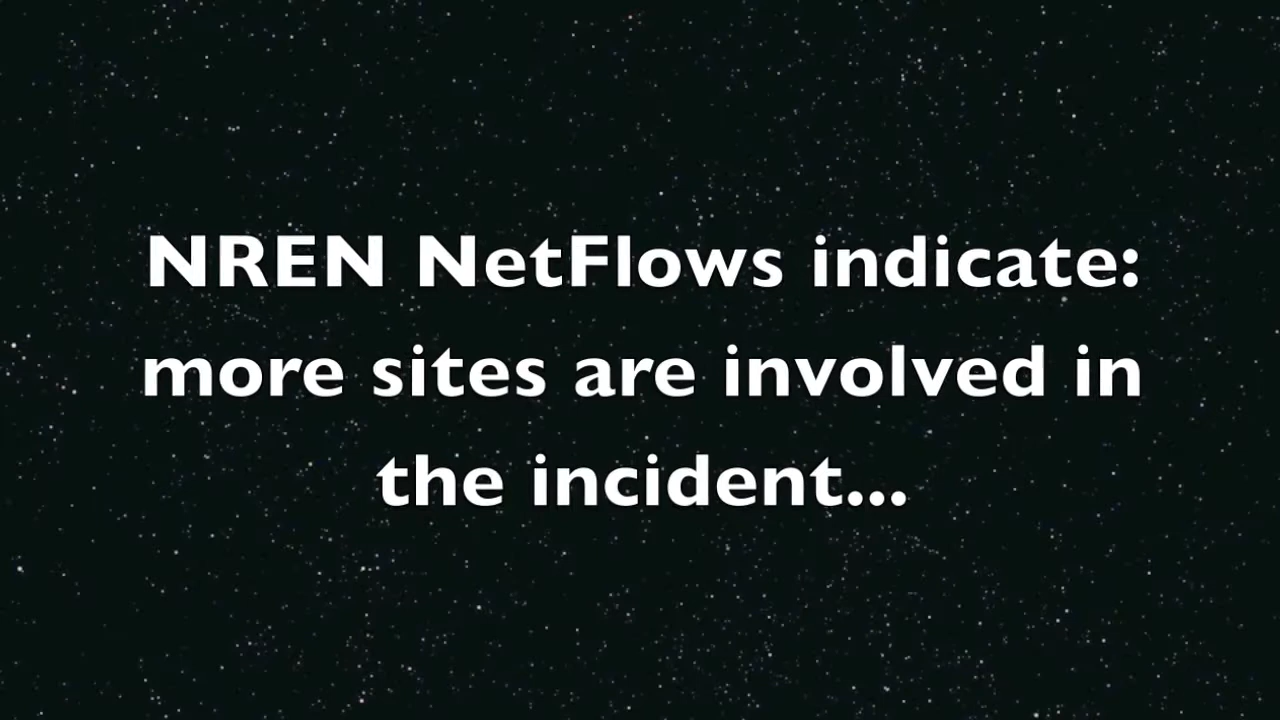 NREN NetFlows indicate:
more sites are involved in
the incident...